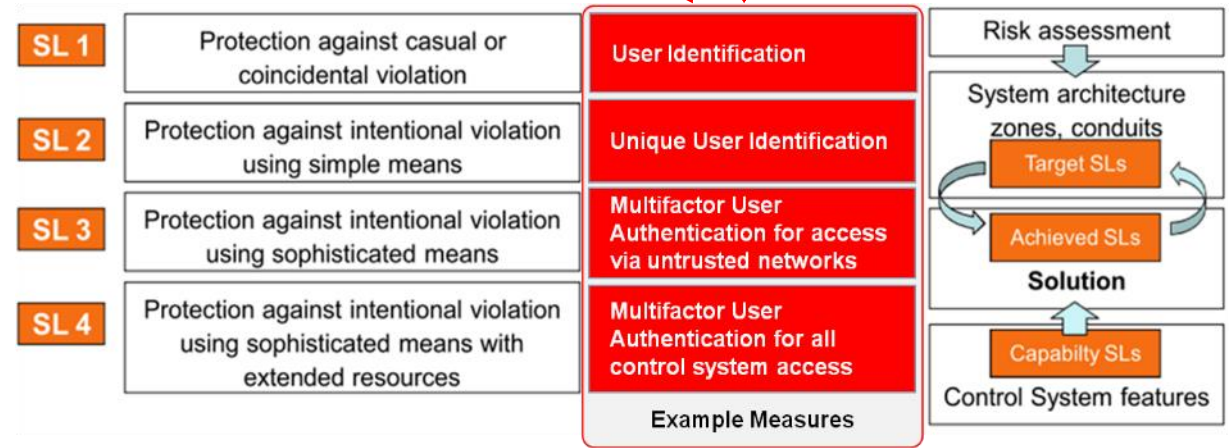 SL 1
Protection against casual or
coincidental violation
User Identification
SL 2
Protection against intentional violation
using simple means
Unique User Identification
SL 3
Protection against intentional violation
using sophisticated means
Multifactor User
Authentication for access
via untrusted networks
SL 4
Protection against intentional violation
using sophisticated means with
extended resources
Multifactor User
Authentication for all
control system access
Example Measures
Risk assessment
System architecture
zones, conduits
Target SLs
Achieved SLs
Solution
Capabilty SLs
Control System features